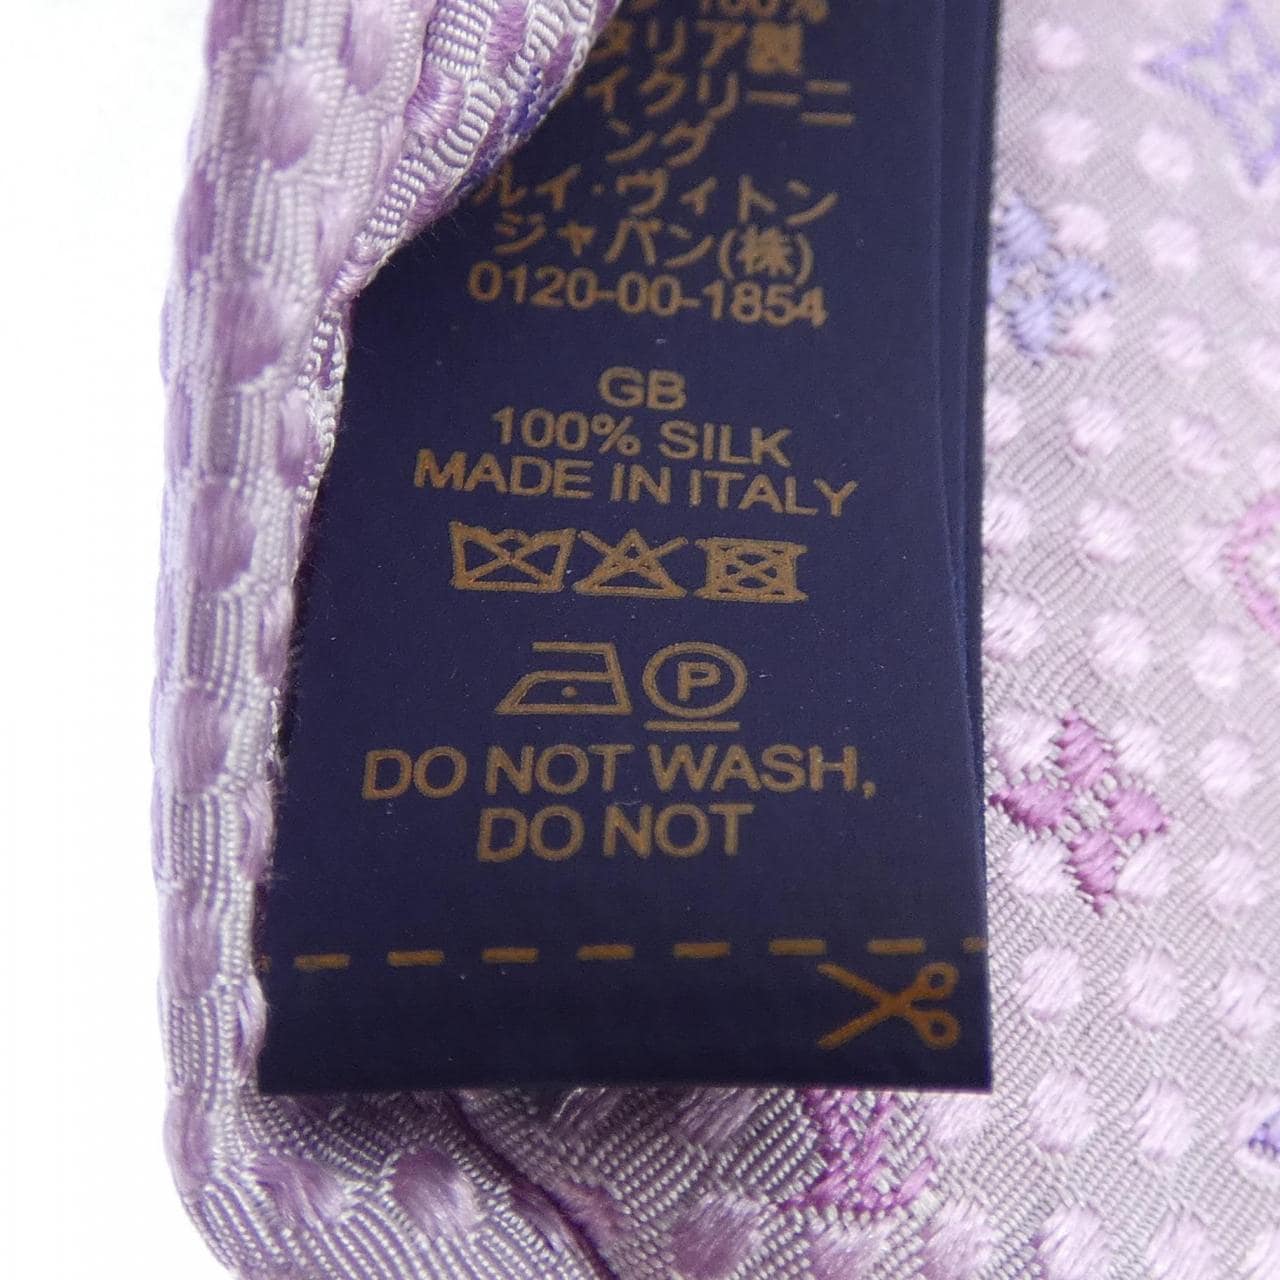 100%
タリア製
イクリーニ
ング
ルイ・ヴィトン
ジャパン(株)
0120-00-1854
GB
100% SILK
MADE IN ITALY
P
DO NOT WASH,
DO NOT